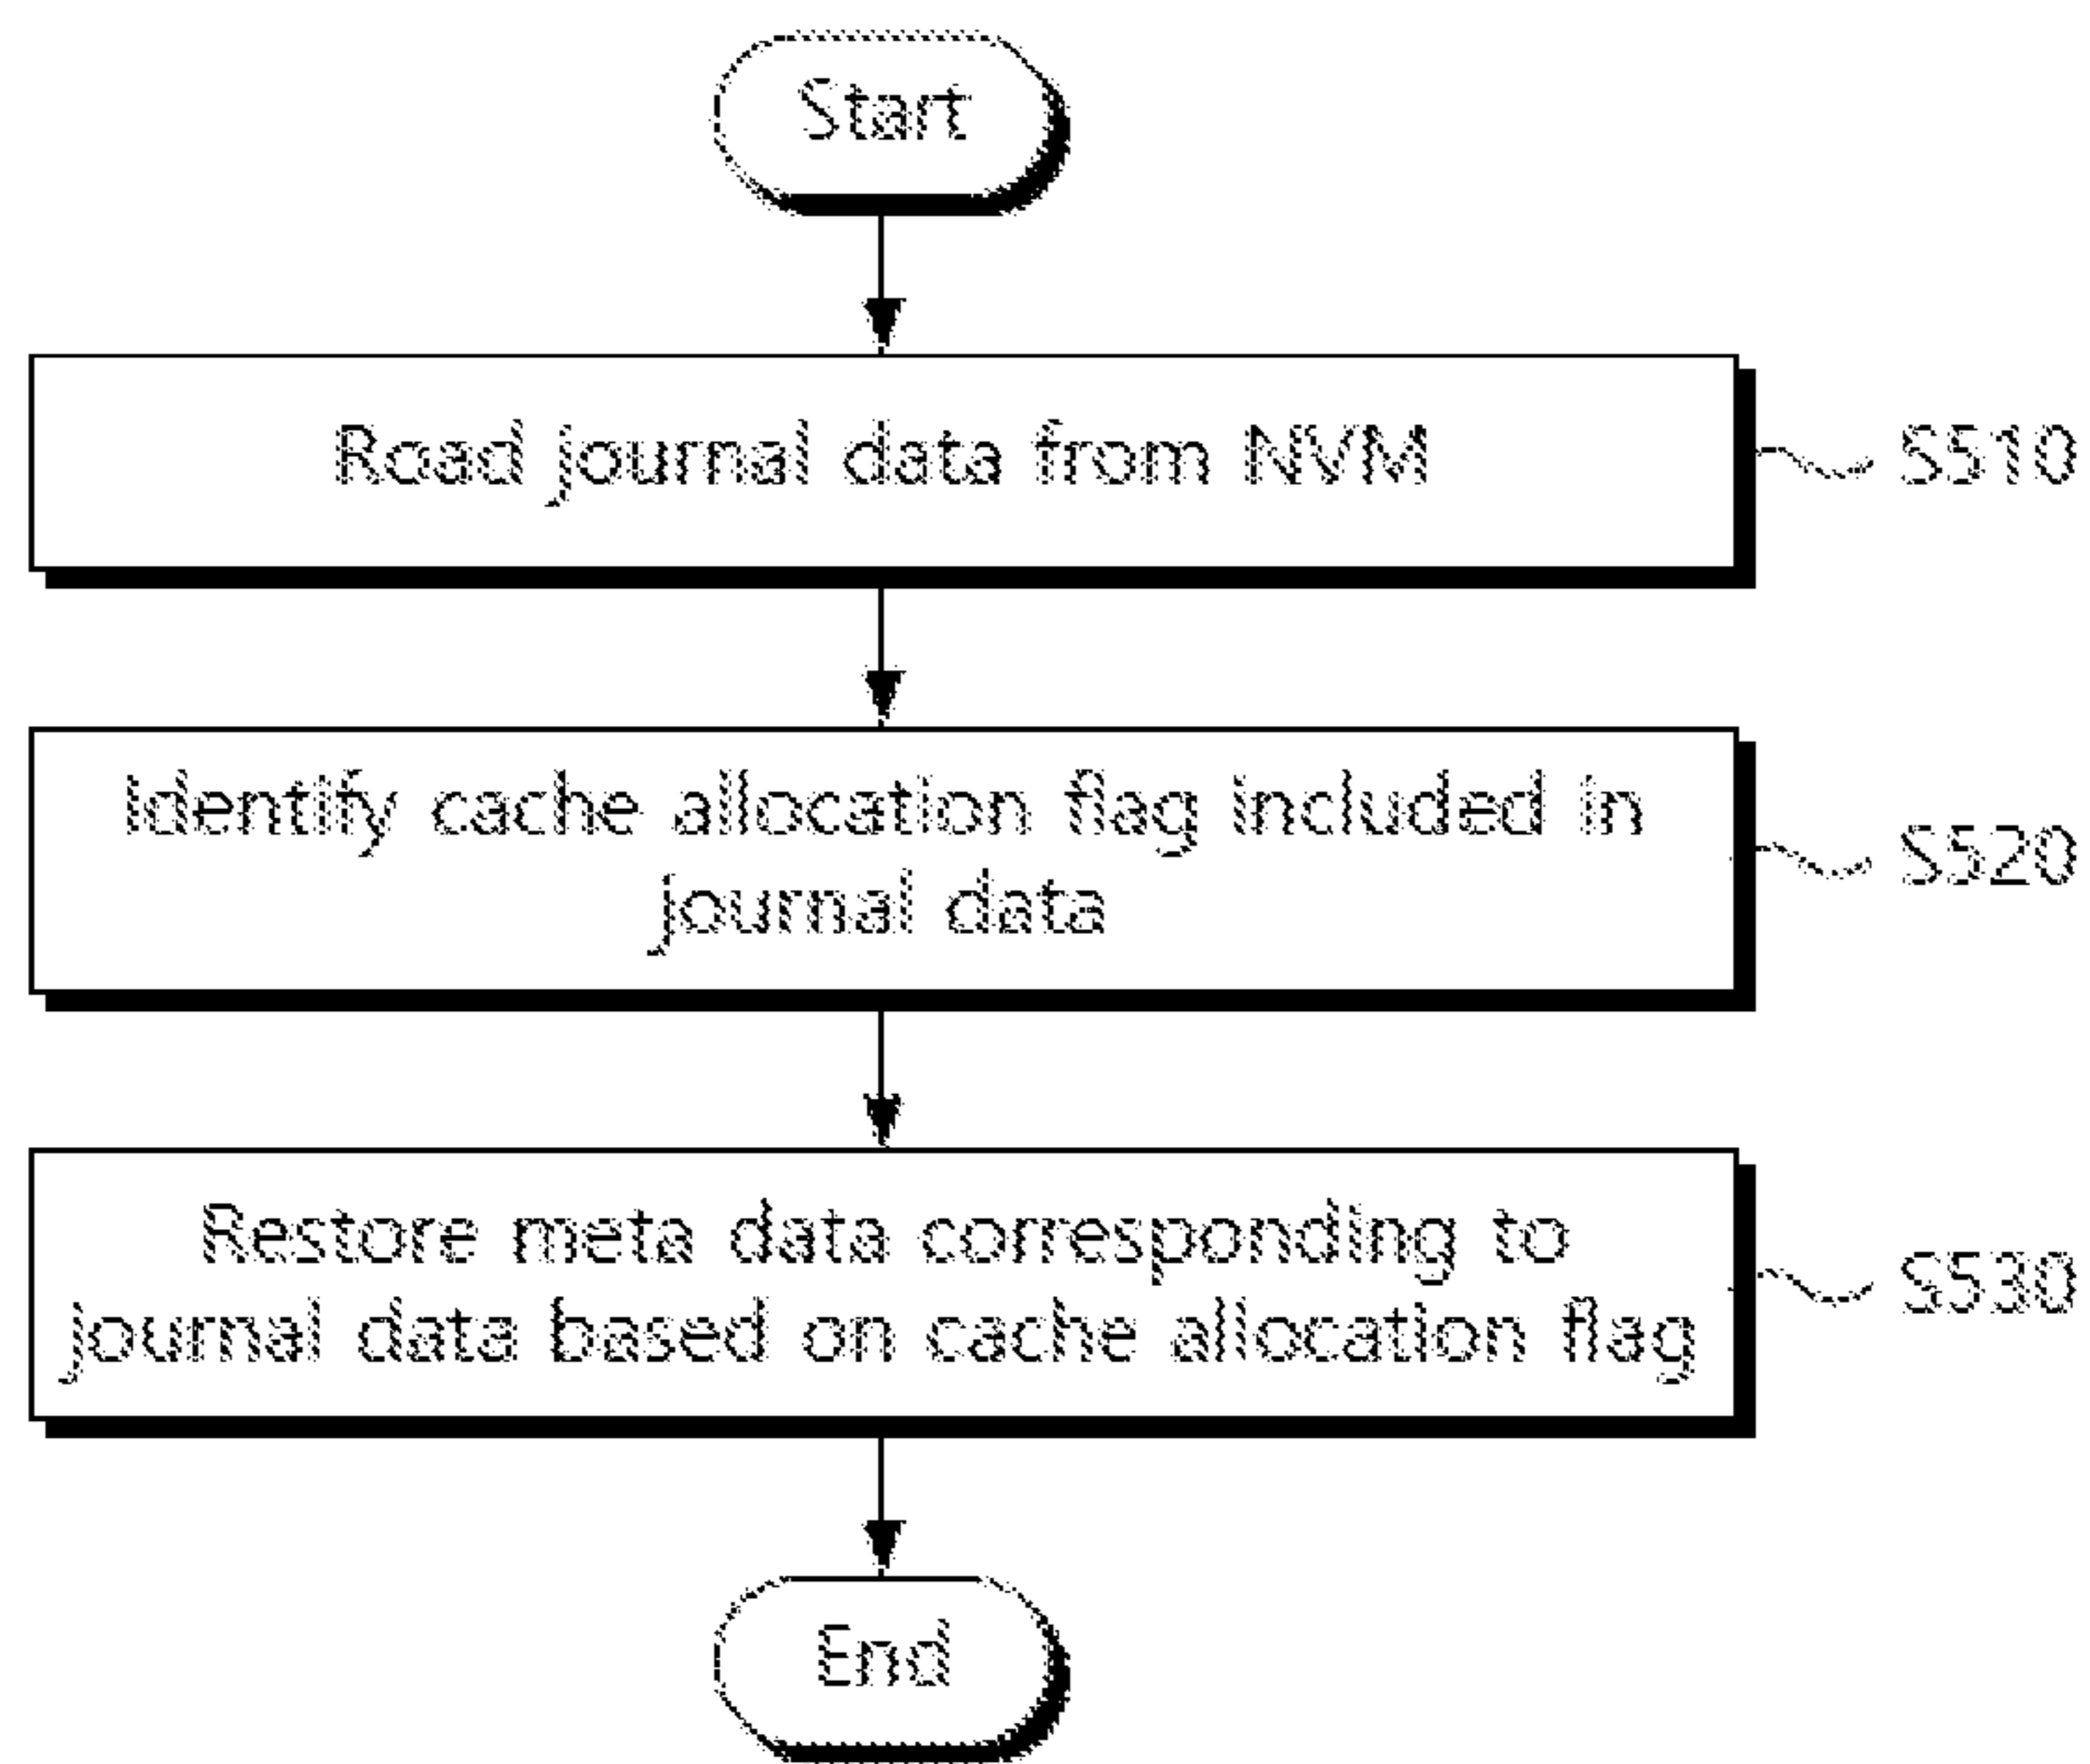 Start
Road journal data from NVM
S510
Identify cache allocation flag included in
journal data
S520
Restore meta data corresponding to
journal data based on cache allocation flag
S530
End